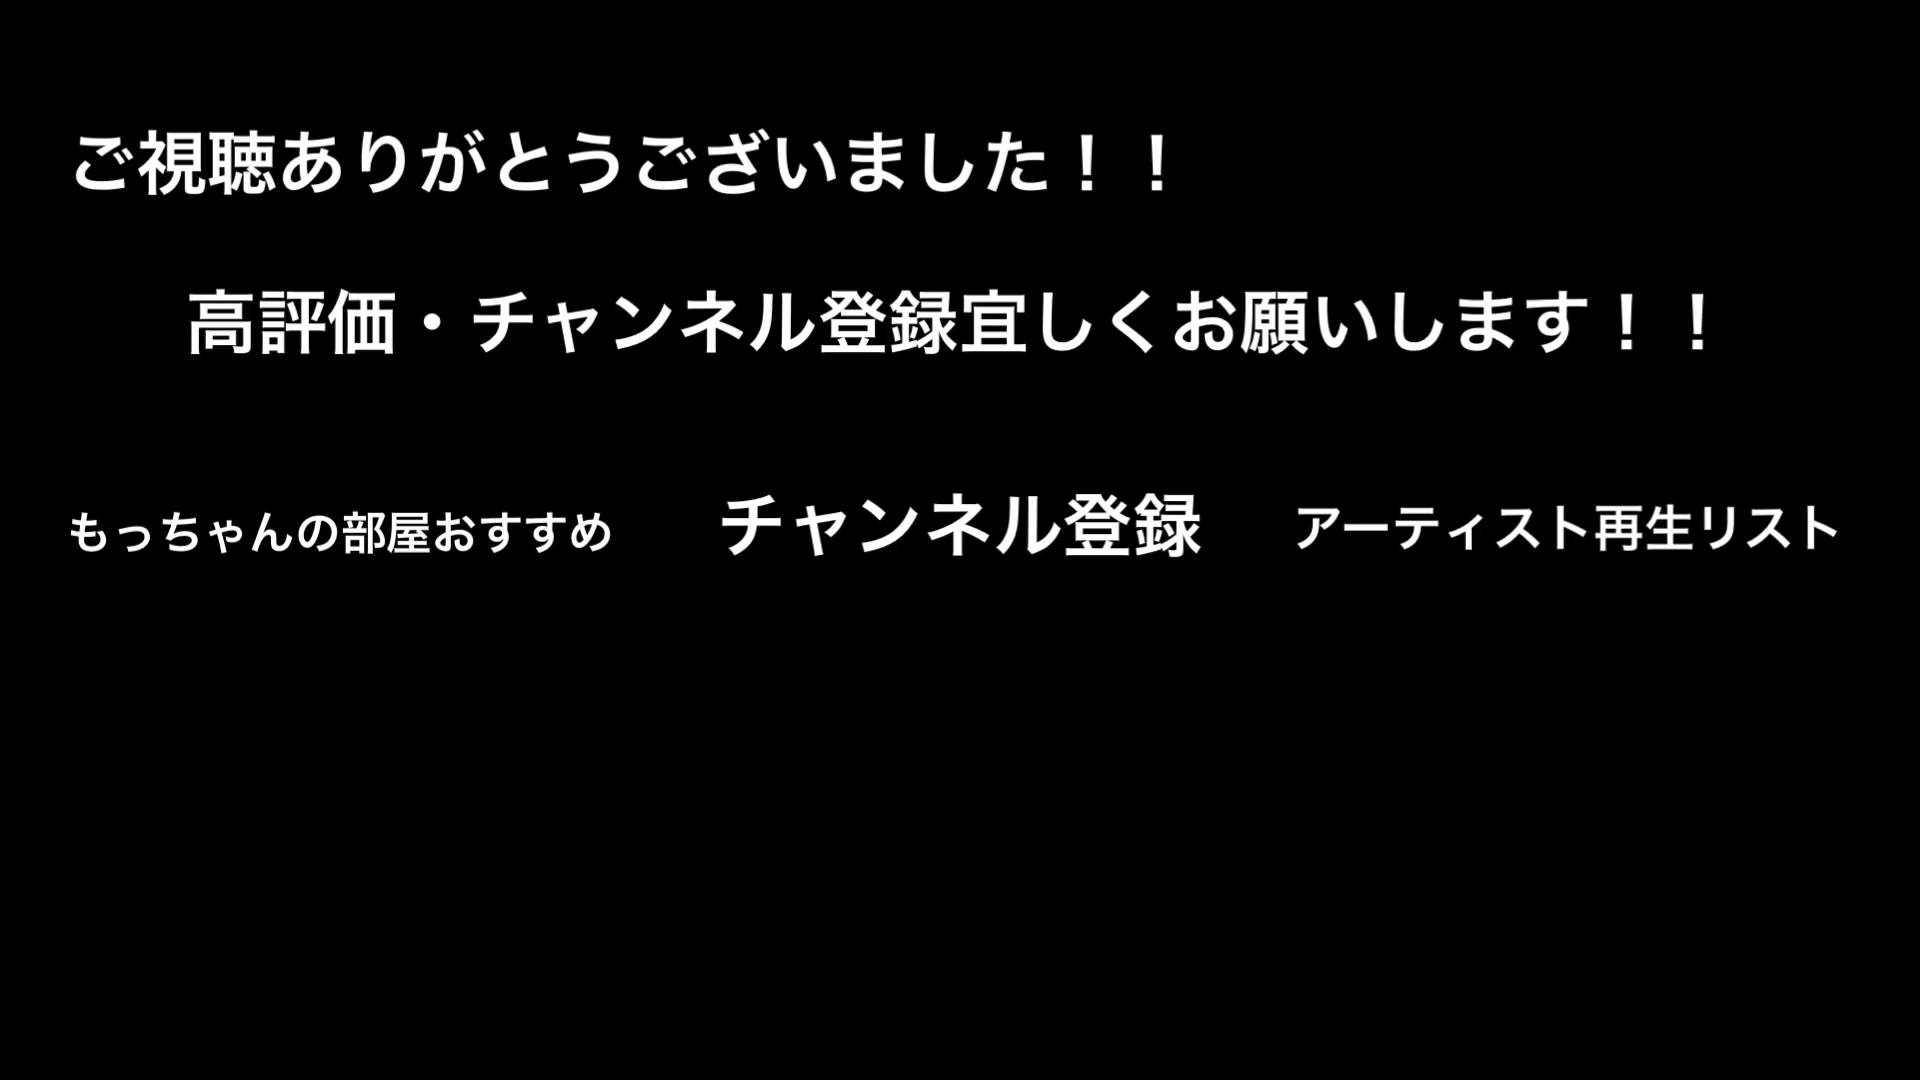 ご視聴ありがとうございました！！
高評価・チャンネル登録宜しくお願いします！！
もっちゃんの部屋おすすめ
チャンネル登録
アーティスト再生リスト